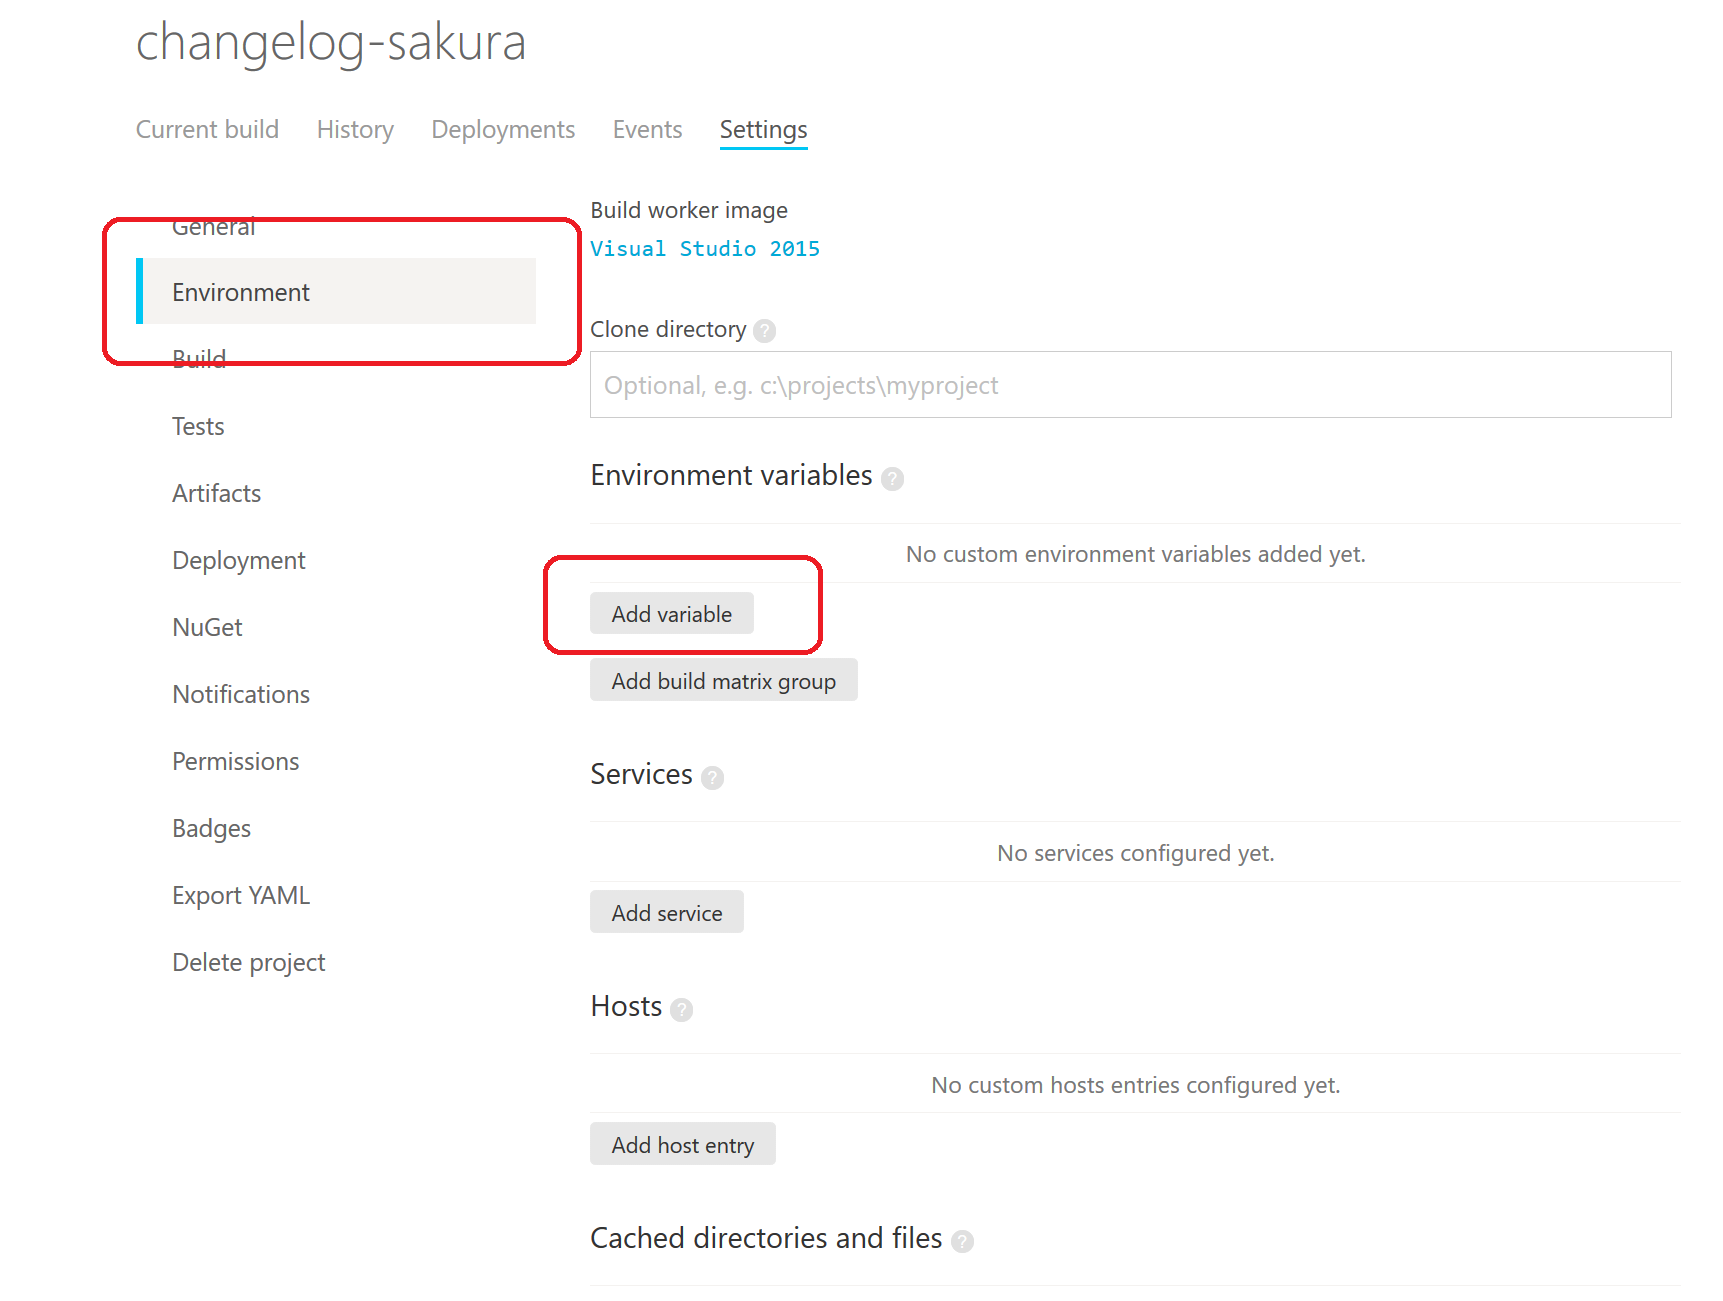 changelog-sakura
Current build History Deployments Events Settings
General
Environment
Build
Tests
Artifacts
Deployment
NuGet
Notifications
Permissions
Badges
Export YAML
Delete project
Build worker image
Visual Studio 2015
Clone directory ?
Optional, e.g. c:\projects\myproject
Environment variables ?
No custom environment variables added yet.
Add variable
Add build matrix group
Services ?
No services configured yet.
Add service
Hosts ?
No custom hosts entries configured yet.
Add host entry
Cached directories and files ?